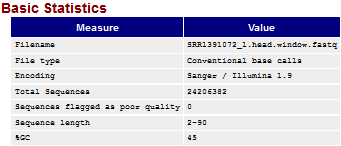 Basic Statistics
Measure Value
Filename SRR1391072_1.head.window.fastq
File type Conventional base calls
Encoding Sanger / Illumina 1.9
Total Sequences 24206382
Sequences flagged as poor quality 0
Sequence length 2-90
%GC 45